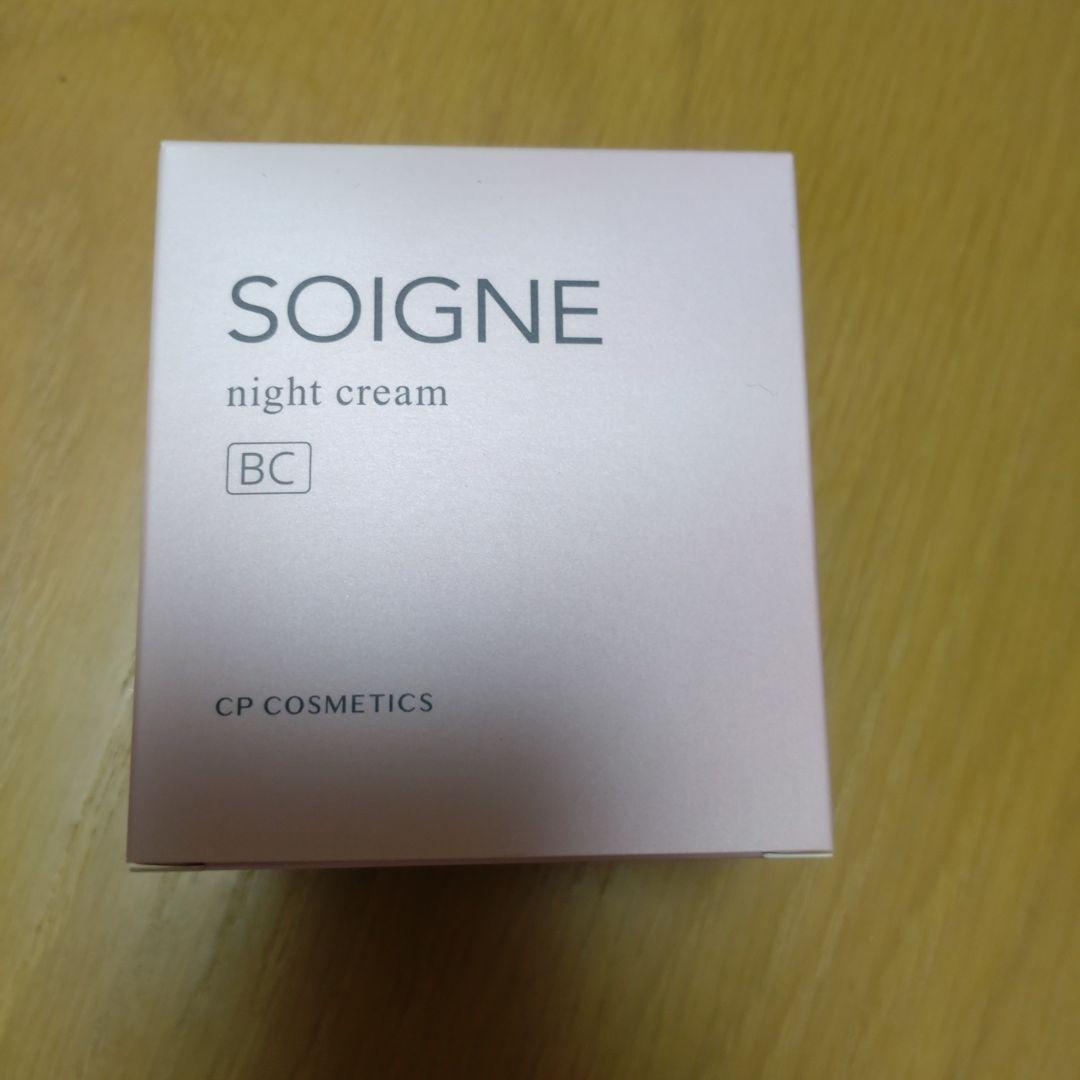 SOIGNE
night cream
BC
CP COSMETICS